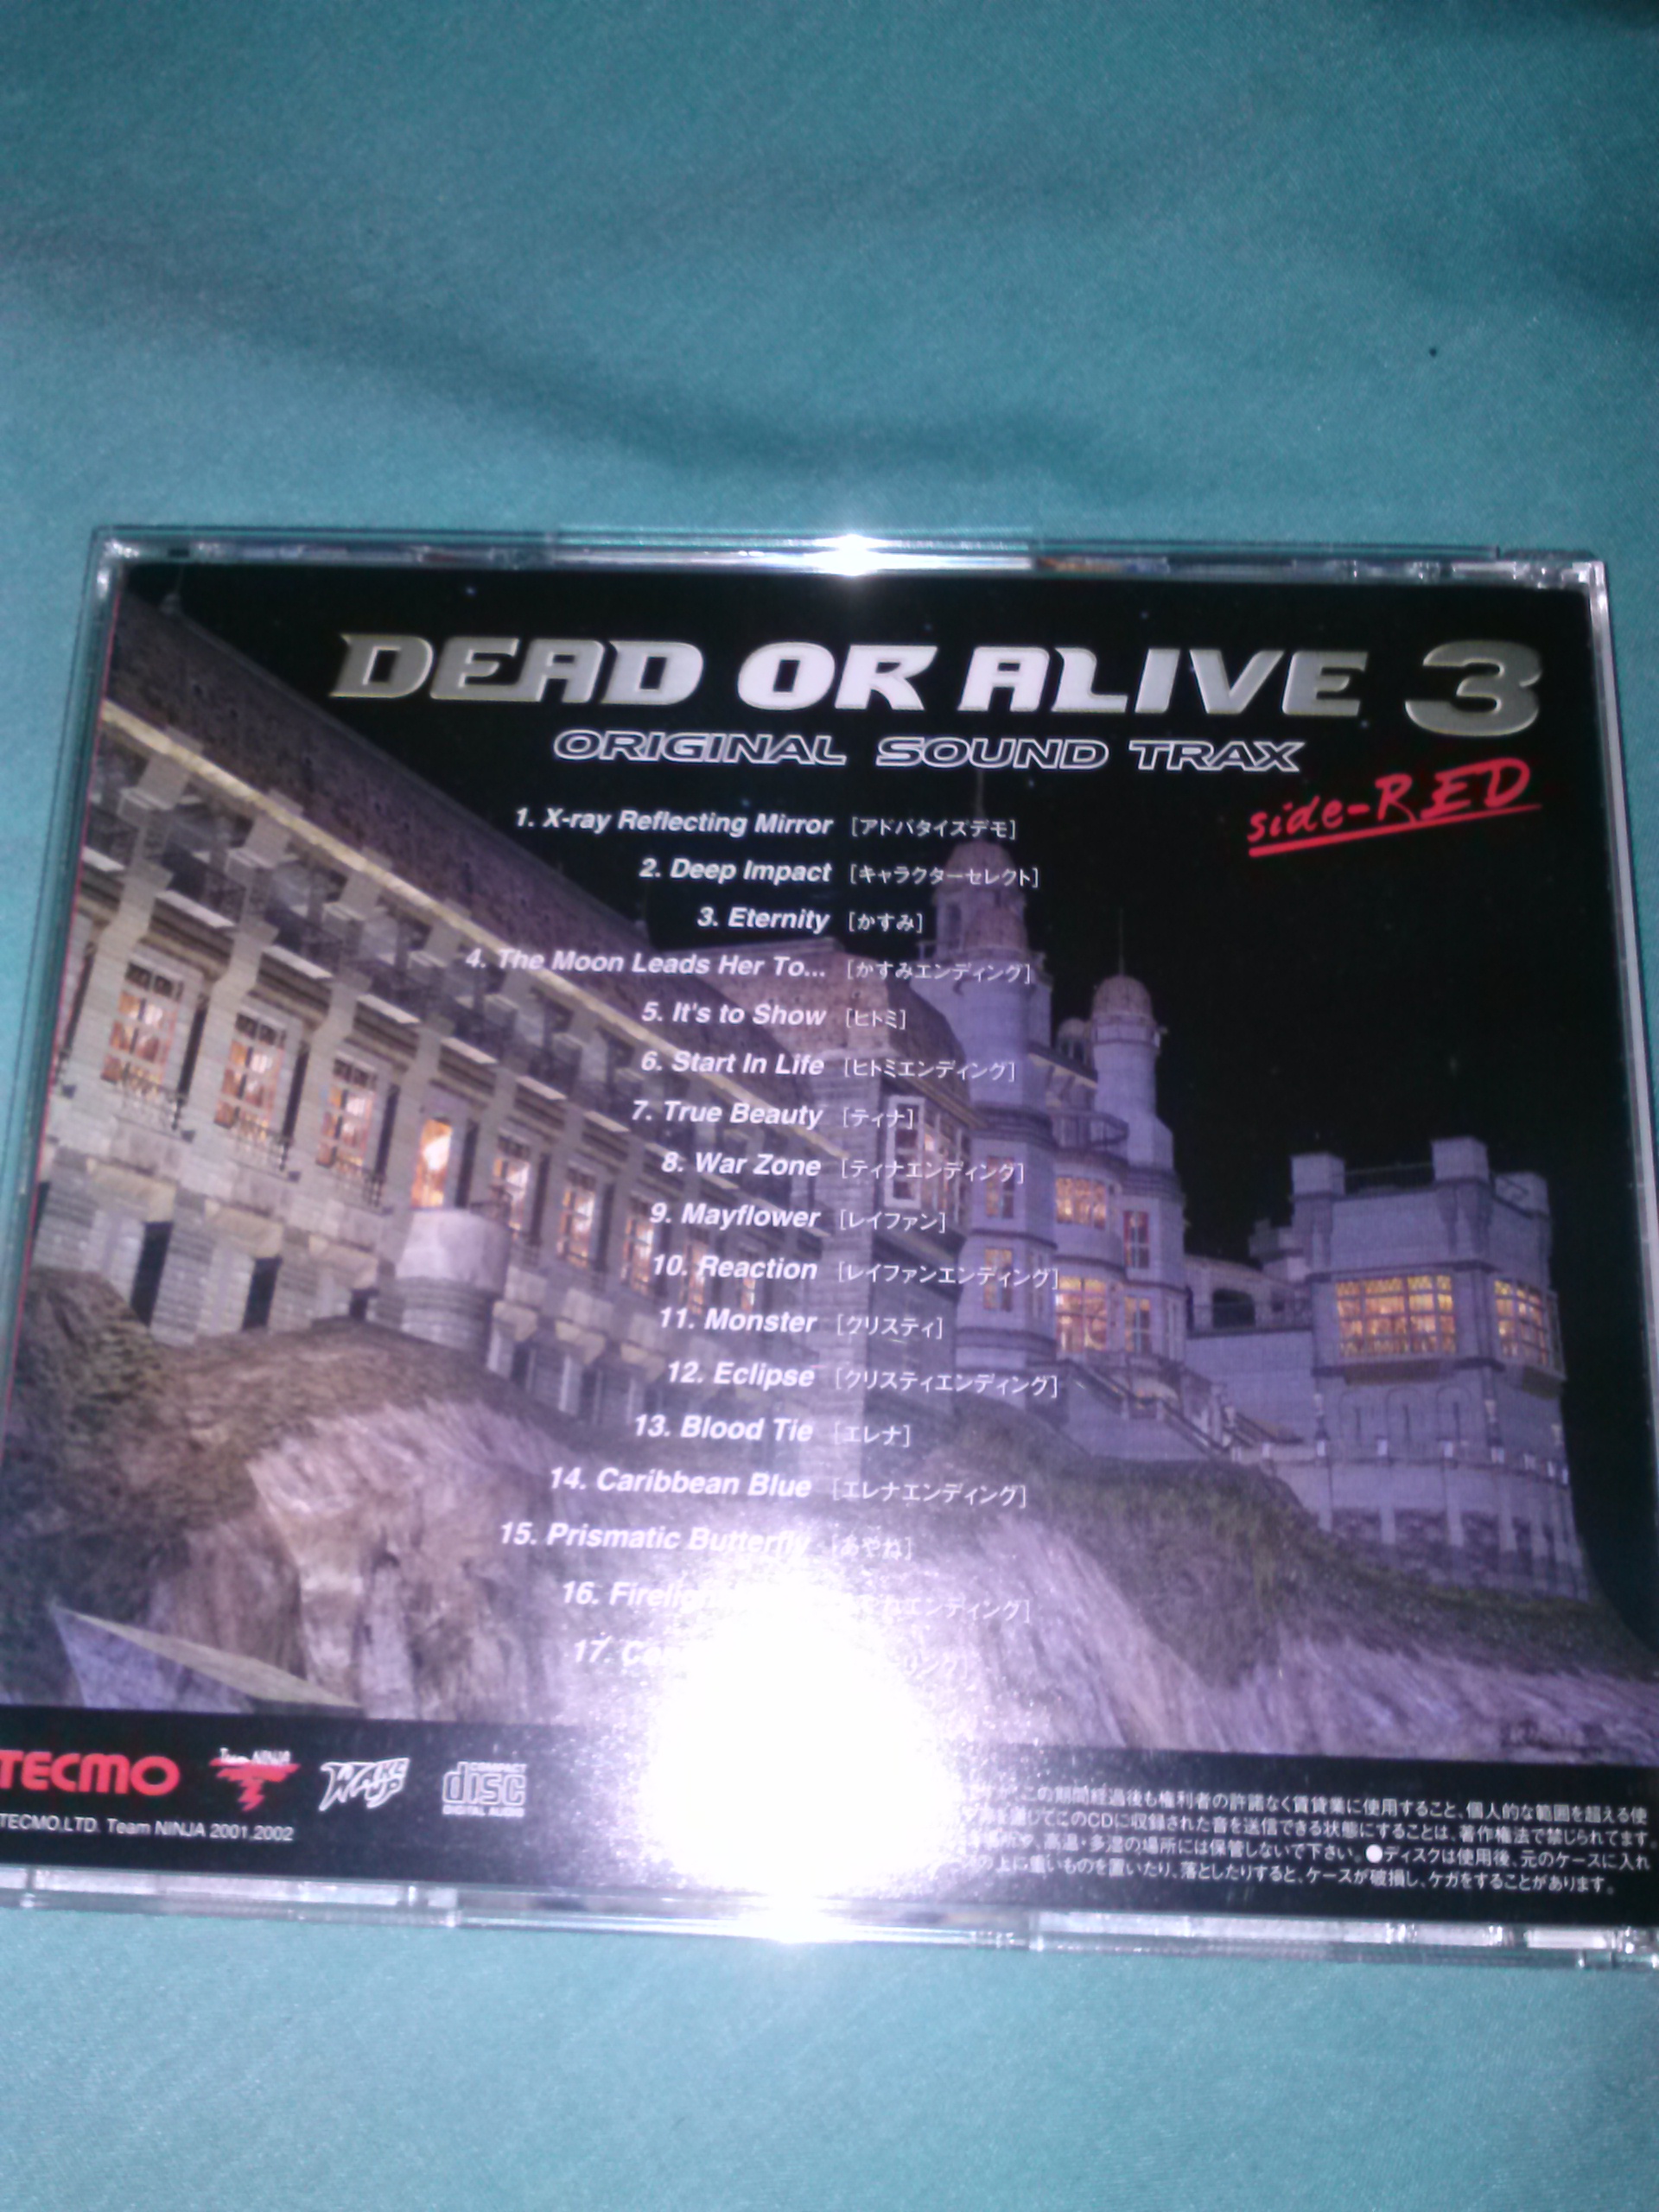 DEAD OR ALIVE 3
ORIGINAL SOUND TRAX
side-RED
1. X-ray Reflecting Mirror [アドバタイズデモ]
2. Deep Impact [キャラクターセレクト]
3. Eternity [かすみ]
4. The Moon Leads Her To... [かすみエンディング]
5. It's to Show [ヒトミ]
6. Start In Life [ヒトミエンディング]
7. True Beauty [ティナ]
8. War Zone [ティナエンディング]
9. Mayflower [レイファン]
10. Reaction [レイファンエンディング]
11. Monster [クリスティ]
12. Eclipse [クリスティエンディング]
13. Blood Tie [エレナ]
14. Caribbean Blue [エレナエンディング]
15. Prismatic Butterfly [あやね]
16. エンディング]
17.
TECMO
Team NINJA
WAKE UP
COMPACT
disc
DIGITAL AUDIO
TECMO,LTD. Team NINJA 2001,2002
この期間経過後も権利者の許諾なく賃貸業に使用すること、個人的な範囲を超える使
通じてこのCDに収録された音を送信できる状態にすることは、著作権法で禁じられてます。
高温・多湿の場所には保管しないで下さい。●ディスクは使用後、元のケースに入れ
の上に重いものを置いたり、落としたりすると、ケースが破損し、ケガをすることがあります。